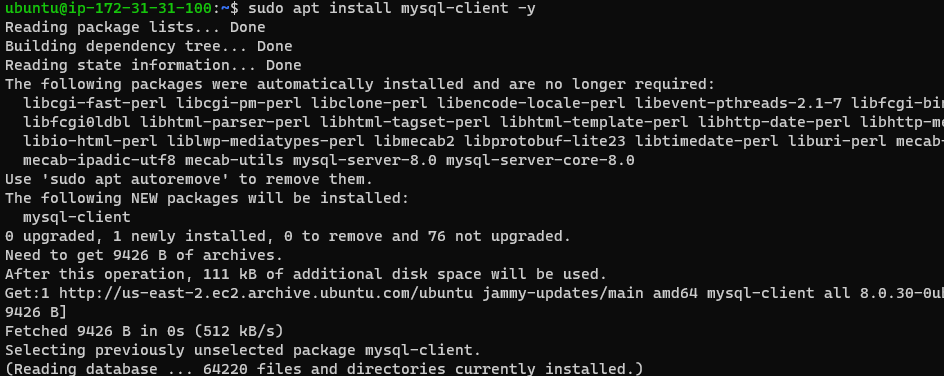 ubuntu@ip-172-31-31-100:~$ sudo apt install mysql-client -y
Reading package lists... Done
Building dependency tree... Done
Reading state information... Done
The following packages were automatically installed and are no longer required:
  libcgi-fast-perl libcgi-pm-perl libclone-perl libencode-locale-perl libevent-pthreads-2.1-7 libfcgi-bin
  libfcgi0ldbl libhtml-parser-perl libhtml-tagset-perl libhtml-template-perl libhttp-date-perl libhttp-me
  libio-html-perl liblwp-mediatypes-perl libmecab2 libprotobuf-lite23 libtimedate-perl liburi-perl mecab-
  mecab-ipadic-utf8 mecab-utils mysql-server-8.0 mysql-server-core-8.0
Use 'sudo apt autoremove' to remove them.
The following NEW packages will be installed:
  mysql-client
0 upgraded, 1 newly installed, 0 to remove and 76 not upgraded.
Need to get 9426 B of archives.
After this operation, 111 kB of additional disk space will be used.
Get:1 http://us-east-2.ec2.archive.ubuntu.com/ubuntu jammy-updates/main amd64 mysql-client all 8.0.30-0ub
9426 B]
Fetched 9426 B in 0s (512 kB/s)
Selecting previously unselected package mysql-client.
(Reading database ... 64220 files and directories currently installed.)